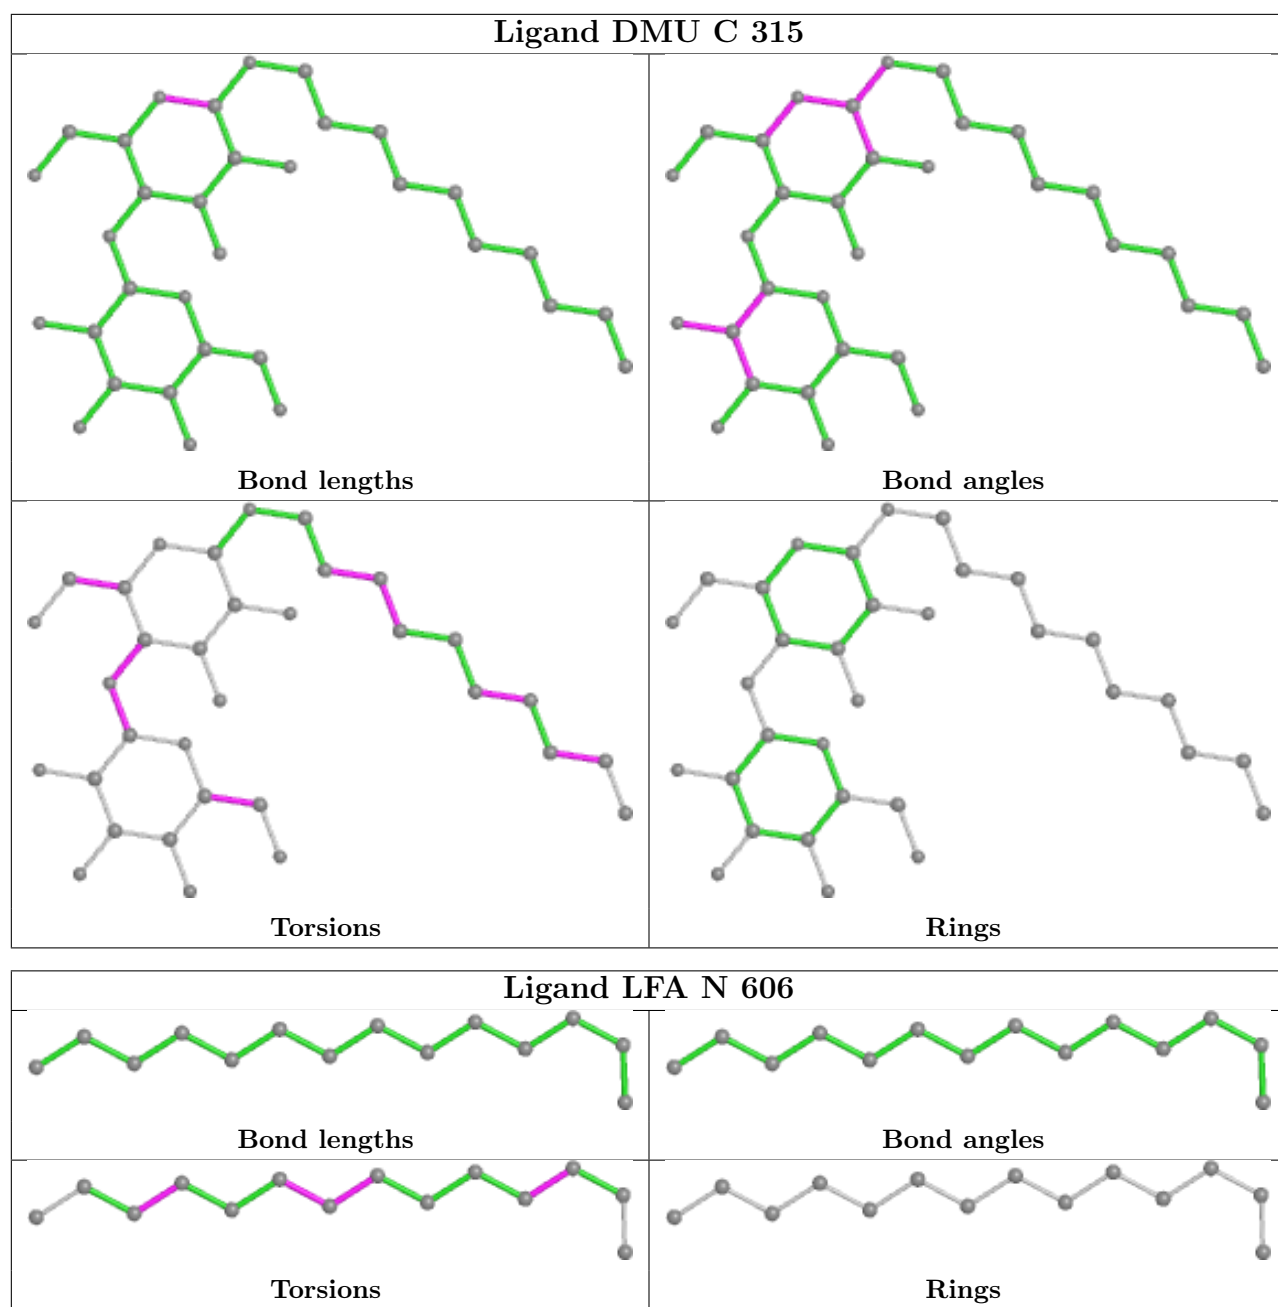 Ligand DMU C 315
Bond lengths
Bond angles
Torsions
Rings
Ligand LFA N 606
Bond lengths
Bond angles
Torsions
Rings